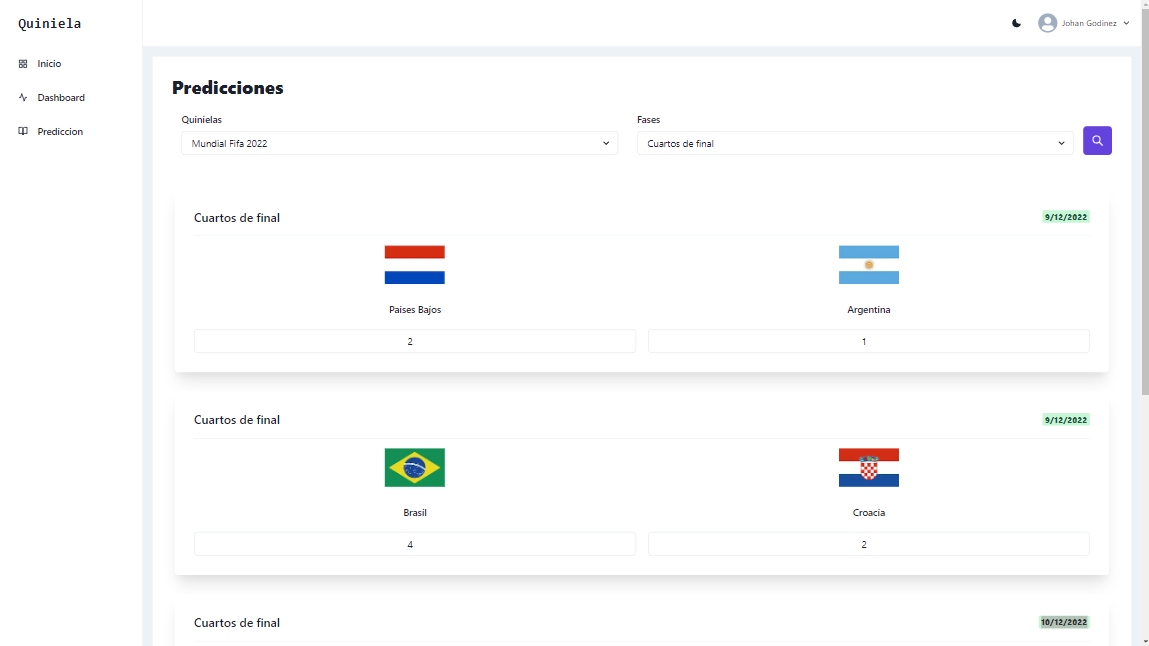 Quiniela
Johan Godinez
Inicio
Dashboard
Prediccion
Predicciones
Quinielas
Fases
Mundial Fifa 2022
Cuartos de final
Cuartos de final
9/12/2022
Países Bajos
Argentina
2
1
Cuartos de final
9/12/2022
Brasil
Croacia
4
2
Cuartos de final
10/12/2022